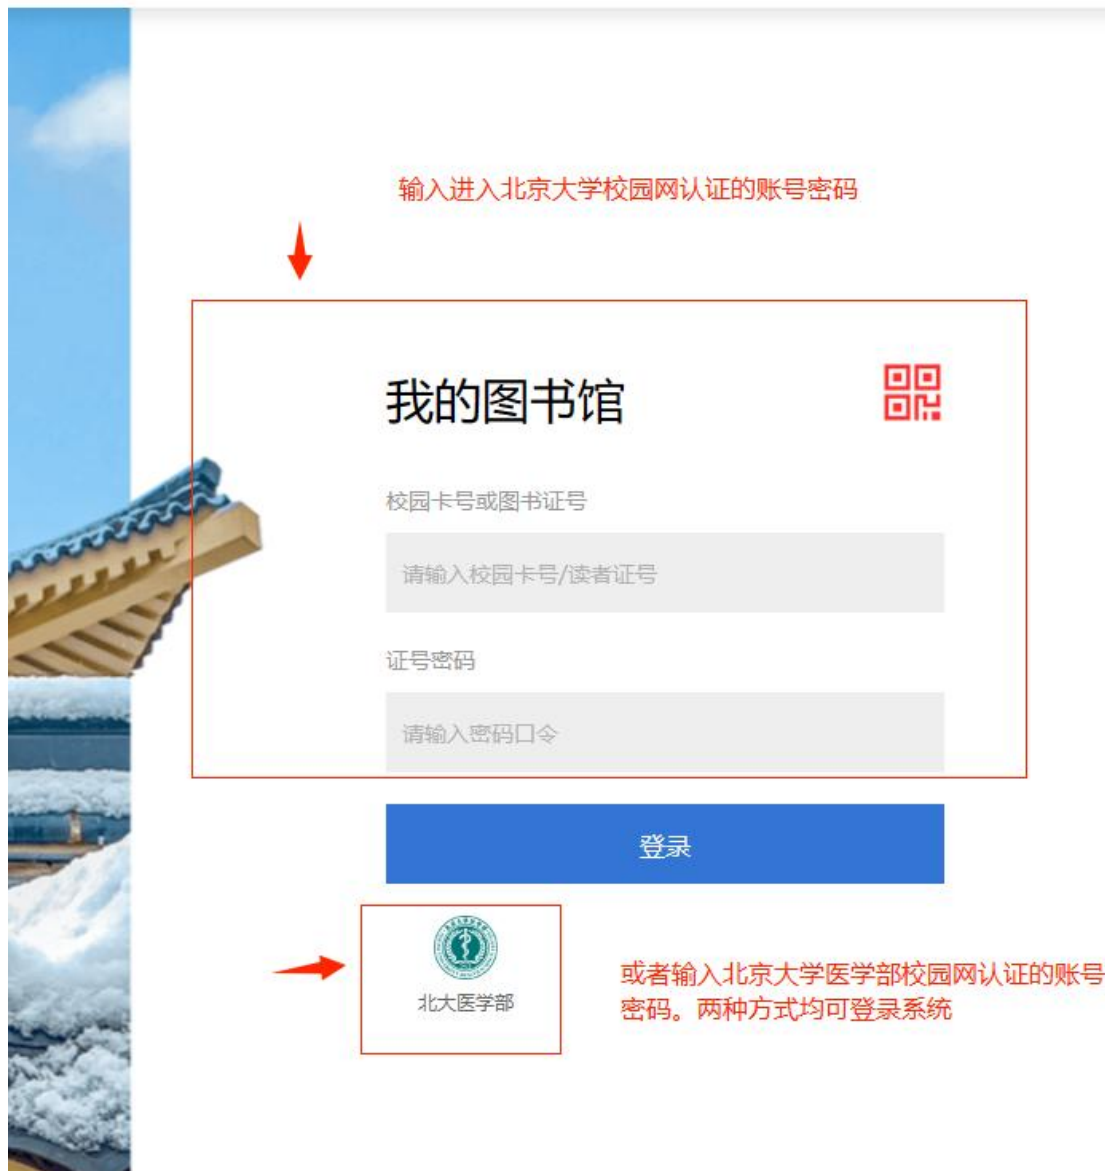 输入进入北京大学校园网认证的账号密码
我的图书馆
校园卡号或图书证号
请输入校园卡号/读者证号
证号密码
请输入密码口令
登录
北大医学部
或者输入北京大学医学部校园网认证的账号
密码。两种方式均可登录系统